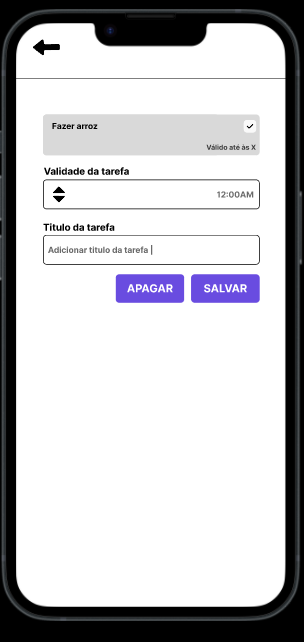 Fazer arroz
Válido até às X
Validade da tarefa
12:00AM
Titulo da tarefa
Adicionar titulo da tarefa |
APAGAR SALVAR